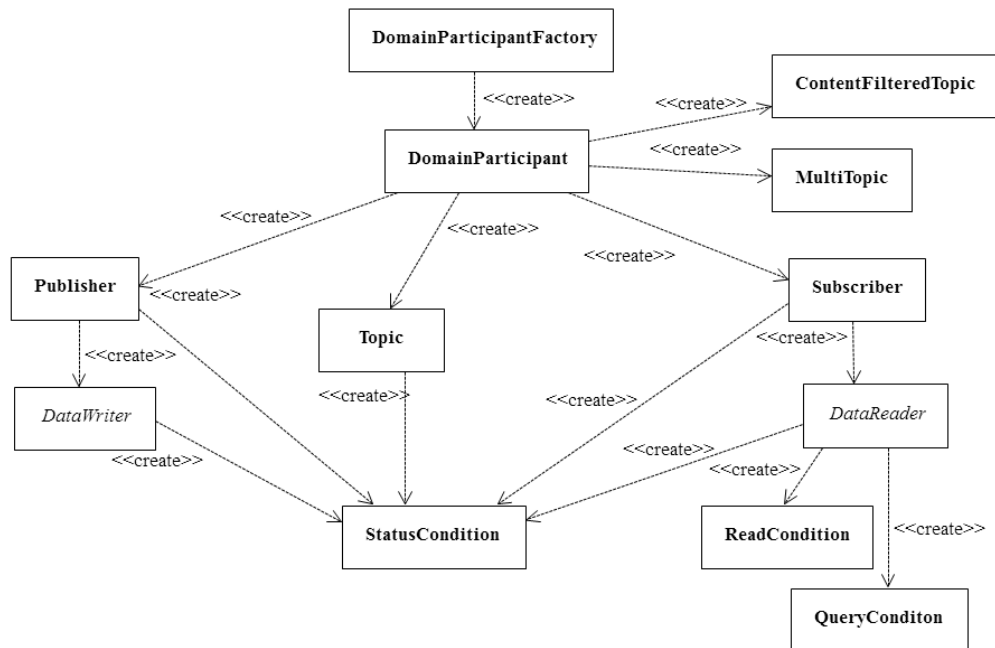 DomainParticipantFactory
<<create>>
<<create>>
ContentFilteredTopic
DomainParticipant
<<create>>
MultiTopic
<<create>>
<<create>>
<<create>>
Publisher
<<create>>
Subscriber
Topic
<<create>>
<<create>>
<<create>>
DataWriter
<<create>>
DataReader
<<create>>
<<create>>
<<create>>
<<create>>
StatusCondition
ReadCondition
QueryConditon